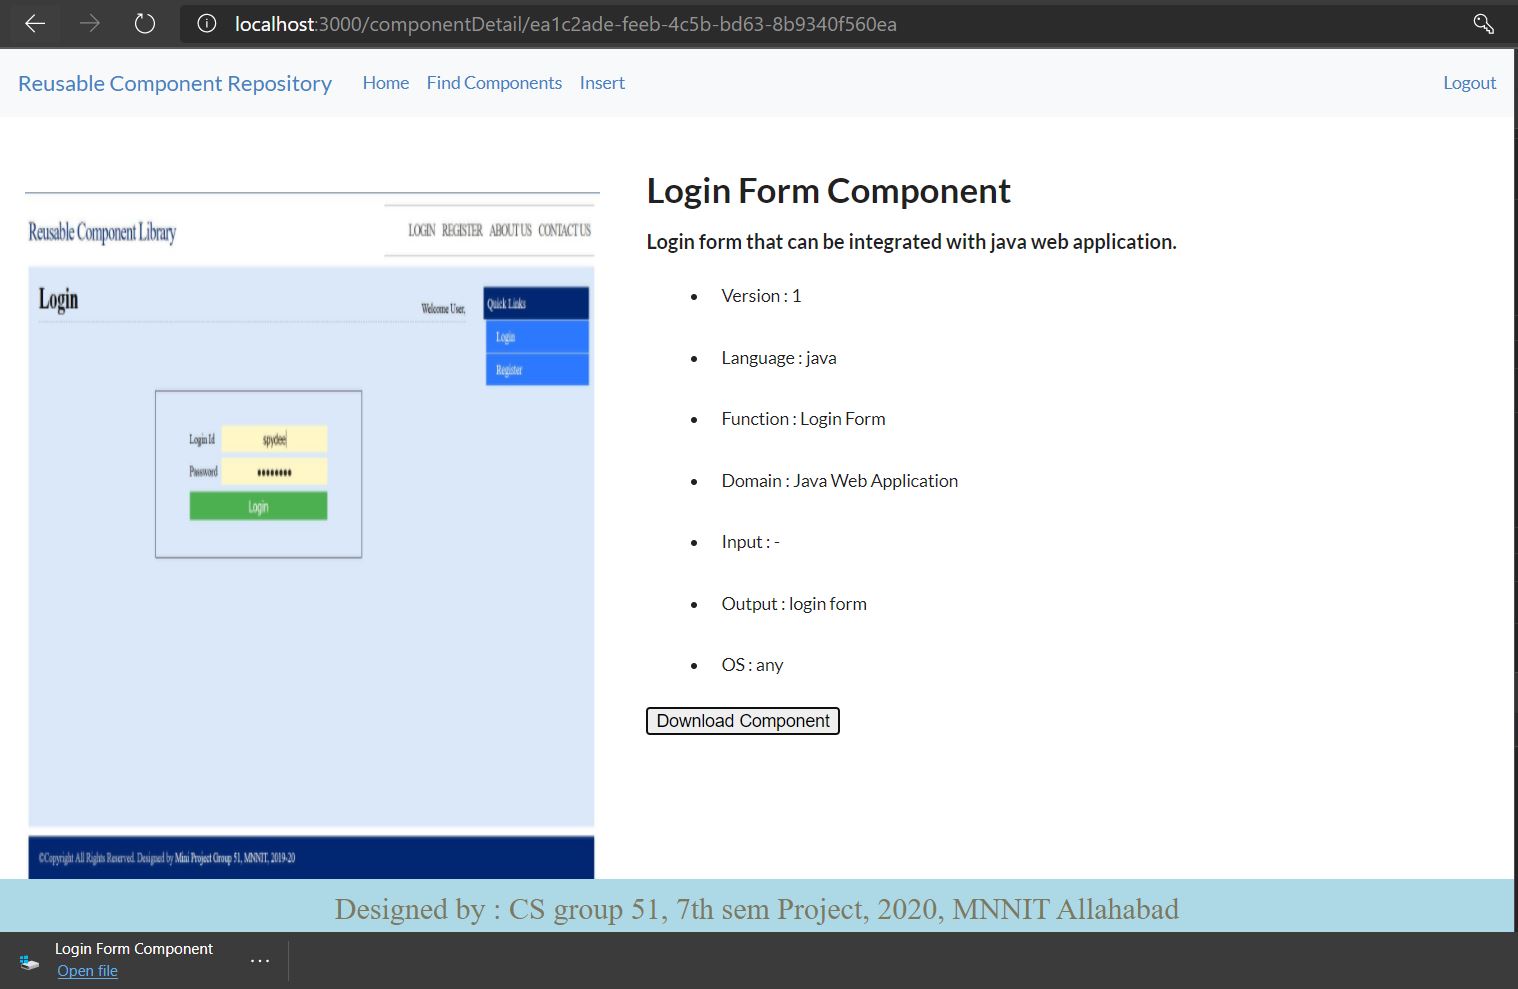 localhost:3000/componentDetail/ea1c2ade-feeb-4c5b-bd63-8b9340f560ea
Reusable Component Repository Home Find Components Insert Logout
Reusable Component Library LOGIN REGISTER ABOUT US CONTACT US
Login
Welcome User,
Quick Links
Login
Register
Login Id spydee
Password ••••••••
Login
©Copyright All Rights Reserved. Designed by Mini Project Group 51, MNNIT, 2019-20
Login Form Component
Login form that can be integrated with java web application.
• Version : 1
• Language : java
• Function : Login Form
• Domain : Java Web Application
• Input : -
• Output : login form
• OS : any
Download Component
Designed by : CS group 51, 7th sem Project, 2020, MNNIT Allahabad
Login Form Component
Open file
...